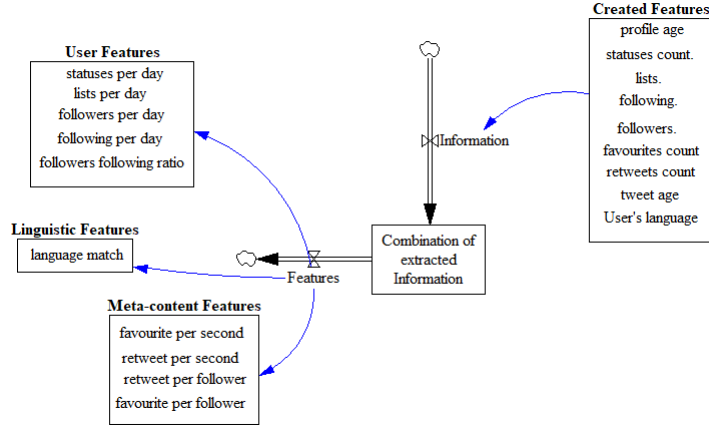 Created Features
profile age
statuses count.
lists.
following.
followers.
favourites count
retweets count
tweet age
User's language
User Features
statuses per day
lists per day
followers per day
following per day
followers following ratio
Information
Linguistic Features
language match
Combination of
extracted
Information
Features
Meta-content Features
favourite per second
retweet per second
retweet per follower
favourite per follower